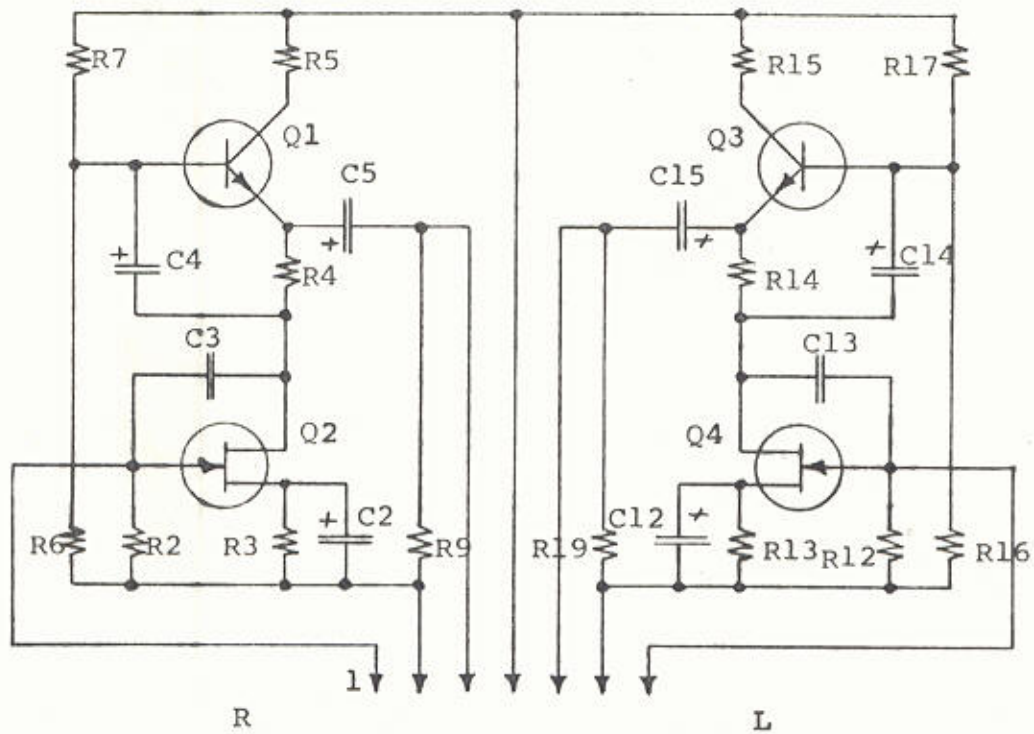 R7 R5 R15 R17
Q1 Q3
C5 C15
+ C4 + R4 + R14 + C14
C3 C13
Q2 Q4
R6 R2 R3 + C2 R9 R19 C12 + R13 R12 R16
1
R L